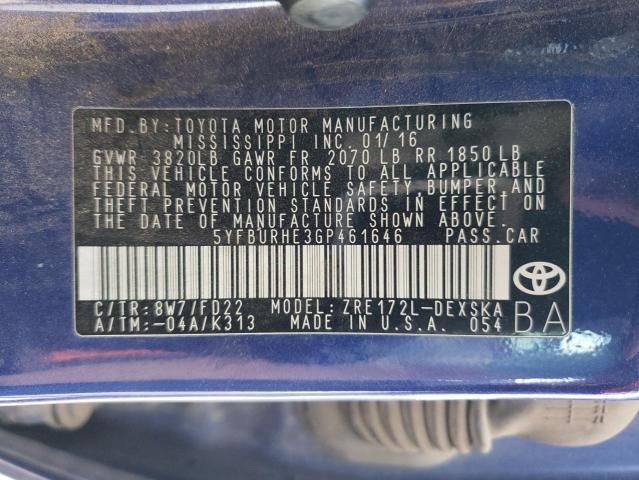 MFD. BY: TOYOTA MOTOR MANUFACTURING
MISSISSIPPI INC. 01/16
GVWR 3820LB GAWR FR 2070 LB RR 1850 LB
THIS VEHICLE CONFORMS TO ALL APPLICABLE
FEDERAL MOTOR VEHICLE SAFETY, BUMPER, AND
THEFT PREVENTION STANDARDS IN EFFECT ON
THE DATE OF MANUFACTURE SHOWN ABOVE.
5YFBURHE3GP461646 PASS. CAR
C/TR: 8W7/FD22 MODEL: ZRE172L-DEXSKA
A/TM: -04A/K313 MADE IN U.S.A. 054
BA